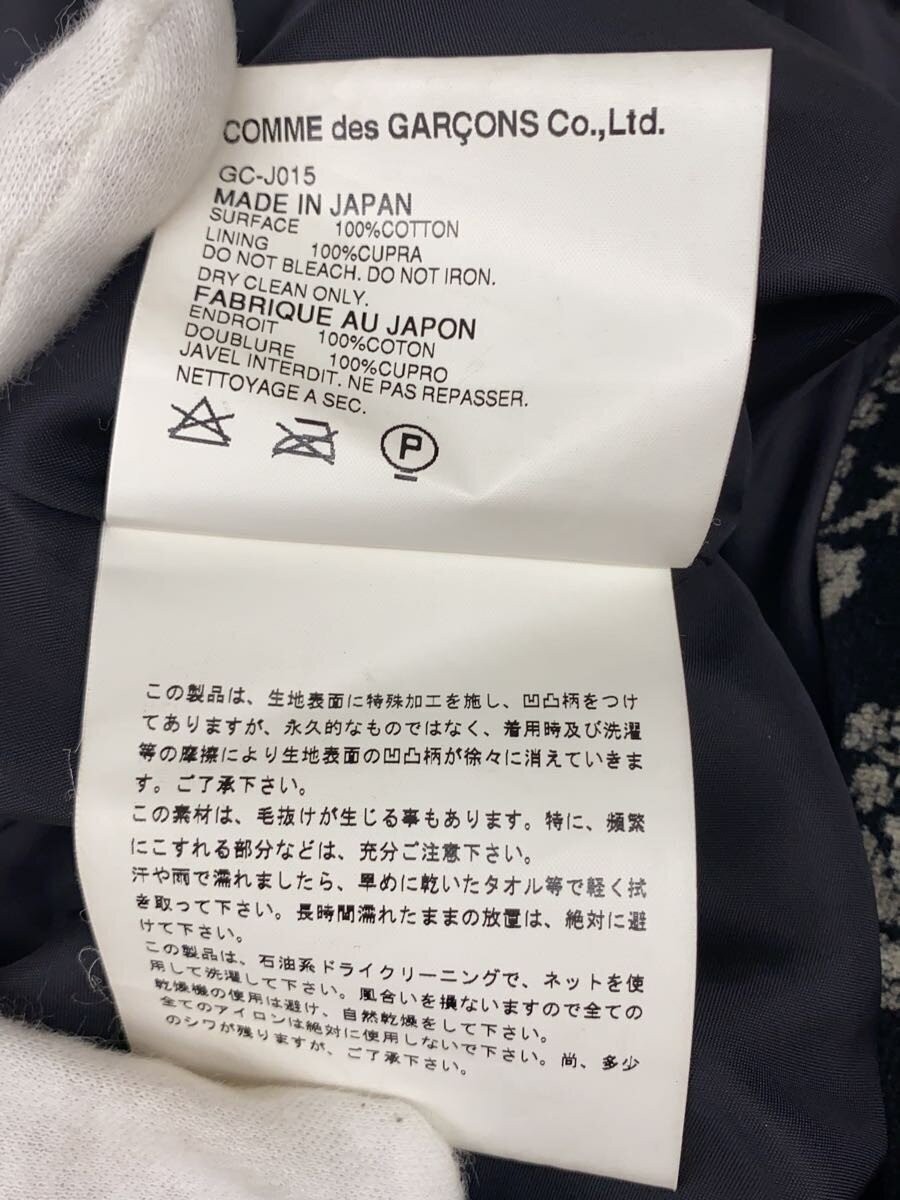 COMME des GARÇONS Co.,Ltd.
GC-J015
MADE IN JAPAN
SURFACE 100%COTTON
LINING 100%CUPRA
DO NOT BLEACH. DO NOT IRON.
DRY CLEAN ONLY.
FABRIQUE AU JAPON
ENDROIT 100%COTON
DOUBLURE 100%CUPRO
JAVEL INTERDIT. NE PAS REPASSER.
NETTOYAGE A SEC.
P
この製品は、生地表面に特殊加工を施し、凹凸柄をつけ
てありますが、永久的なものではなく、着用時及び洗濯
等の摩擦により生地表面の凹凸柄が徐々に消えていきま
す。ご了承下さい。
この素材は、毛抜けが生じる事もあります。特に、頻繁
にこすれる部分などは、充分ご注意下さい。
汗や雨で濡れましたら、早めに乾いたタオル等で軽く拭
を取って下さい。長時間濡れたままの放置は、絶対に避
けて下さい。
この製品は、石油系ドライクリーニングで、ネットを使
用して洗濯して下さい。風合いを損ないますので全ての
乾燥機の使用は避け、自然乾燥をして下さい。
全てのアイロンは絶対に使用しないで下さい。尚、多少
のシワが残りますが、ご了承下さい。